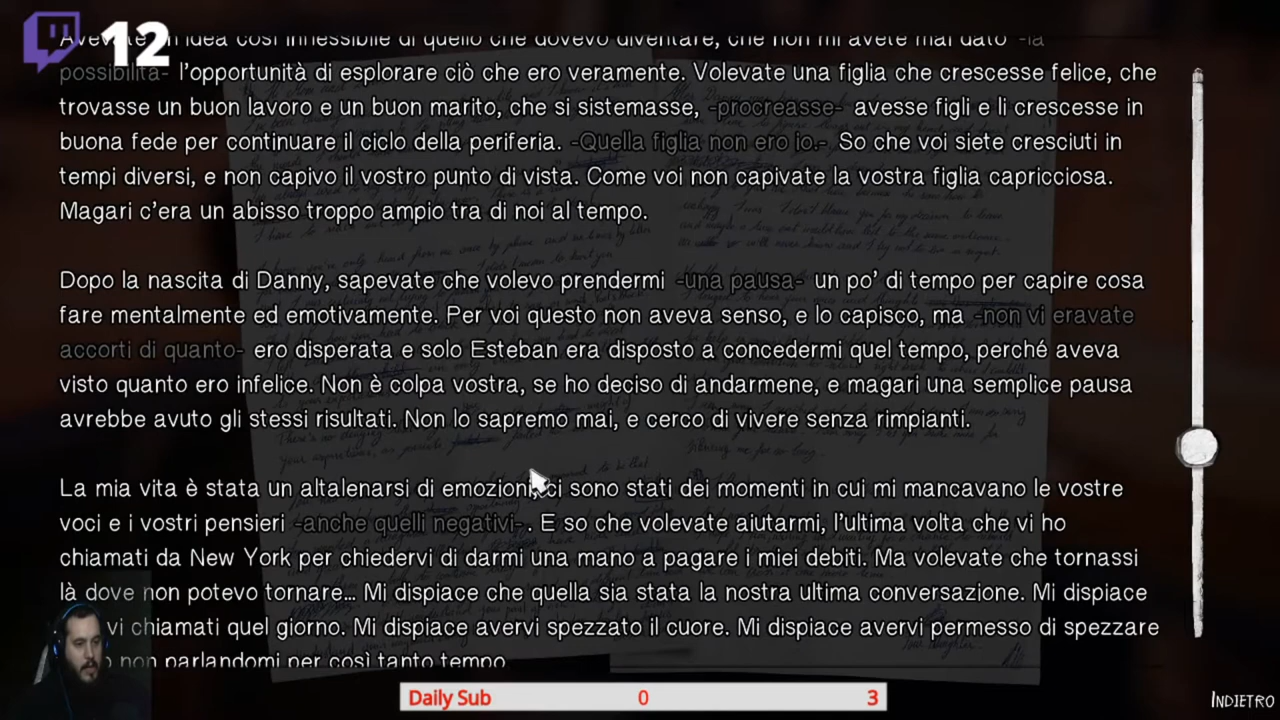 12
Avevate un'idea così inflessibile di quello che dovevo diventare, che non mi avete mai dato -la
possibilità- l'opportunità di esplorare ciò che ero veramente. Volevate una figlia che crescesse felice, che
trovasse un buon lavoro e un buon marito, che si sistemasse, -procreasse- avesse figli e li crescesse in
buona fede per continuare il ciclo della periferia. -Quella figlia non ero io.- So che voi siete cresciuti in
tempi diversi, e non capivo il vostro punto di vista. Come voi non capivate la vostra figlia capricciosa.
Magari c'era un abisso troppo ampio tra di noi al tempo.
Dopo la nascita di Danny, sapevate che volevo prendermi -una pausa- un po' di tempo per capire cosa
fare mentalmente ed emotivamente. Per voi questo non aveva senso, e lo capisco, ma -non vi eravate
accorti di quanto- ero disperata e solo Esteban era disposto a concedermi quel tempo, perché aveva
visto quanto ero infelice. Non è colpa vostra, se ho deciso di andarmene, e magari una semplice pausa
avrebbe avuto gli stessi risultati. Non lo sapremo mai, e cerco di vivere senza rimpianti.
La mia vita è stata un altalenarsi di emozioni, ci sono stati dei momenti in cui mi mancavano le vostre
voci e i vostri pensieri -anche quelli negativi- . E so che volevate aiutarmi, l'ultima volta che vi ho
chiamati da New York per chiedervi di darmi una mano a pagare i miei debiti. Ma volevate che tornassi
là dove non potevo tornare... Mi dispiace che quella sia stata la nostra ultima conversazione. Mi dispiace
vi chiamati quel giorno. Mi dispiace avervi spezzato il cuore. Mi dispiace avervi permesso di spezzare
non parlandomi per così tanto tempo
Daily Sub 0 3
INDIETRO